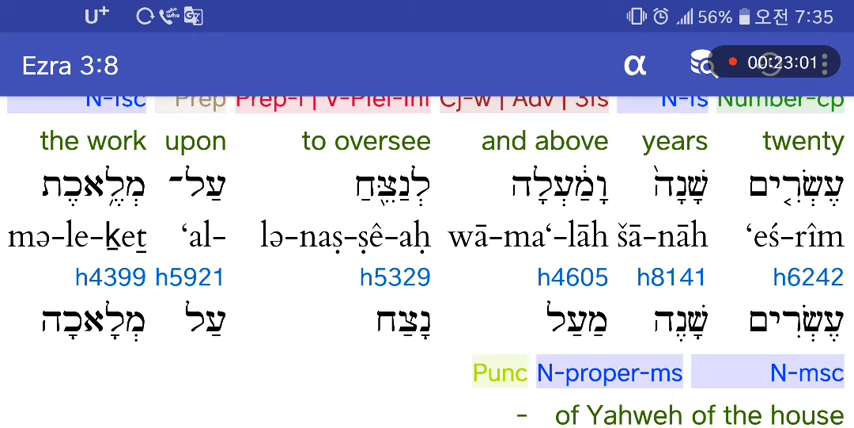 U+ 56% 오전 7:35
Ezra 3:8 α 00:23:01
N-fsc Prep Prep-l | V-Piel-Inf Cj-w | Adv | 3fs N-fs Number-cp
the work upon to oversee and above years twenty
עֶשְׂרִ֤ים שָׁנָה֙ וָמַ֔עְלָה לְנַצֵּ֖חַ עַל־ מְלֶ֥אכֶת
mə-le-ḵeṯ ‘al- lə-naṣ-ṣê-aḥ wā-ma‘-lāh šā-nāh ‘eś-rîm
h4399 h5921 h5329 h4605 h8141 h6242
עֶשְׂרִים שָׁנֶה מַעַל נָצַח עַל מְלָאכָה
Punc N-proper-ms N-msc
- of Yahweh of the house